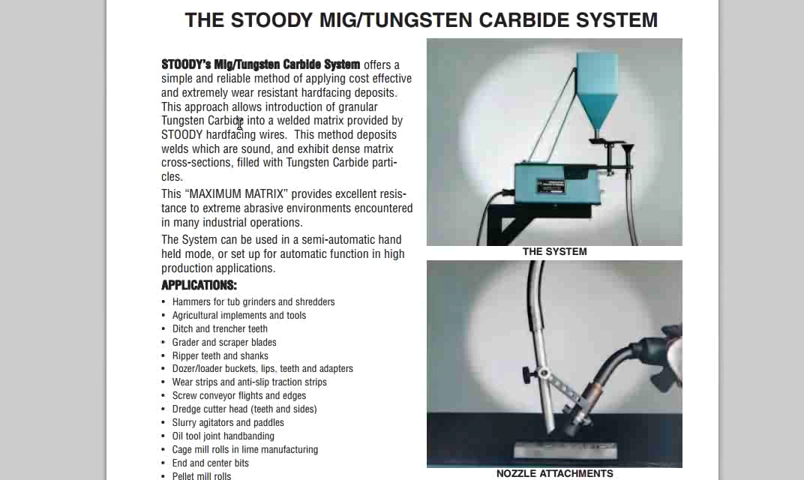 THE STOODY MIG/TUNGSTEN CARBIDE SYSTEM
STOODY's Mig/Tungsten Carbide System offers a
simple and reliable method of applying cost effective
and extremely wear resistant hardfacing deposits.
This approach allows introduction of granular
Tungsten Carbide into a welded matrix provided by
STOODY hardfacing wires. This method deposits
welds which are sound, and exhibit dense matrix
cross-sections, filled with Tungsten Carbide parti-
cles.
This “MAXIMUM MATRIX” provides excellent resis-
tance to extreme abrasive environments encountered
in many industrial operations.
The System can be used in a semi-automatic hand
held mode, or set up for automatic function in high
production applications.
APPLICATIONS:
• Hammers for tub grinders and shredders
• Agricultural implements and tools
• Ditch and trencher teeth
• Grader and scraper blades
• Ripper teeth and shanks
• Dozer/loader buckets, lips, teeth and adapters
• Wear strips and anti-slip traction strips
• Screw conveyor flights and edges
• Dredge cutter head (teeth and sides)
• Slurry agitators and paddles
• Oil tool joint handbanding
• Cage mill rolls in lime manufacturing
• End and center bits
• Pellet mill rolls
THE SYSTEM
NOZZLE ATTACHMENTS